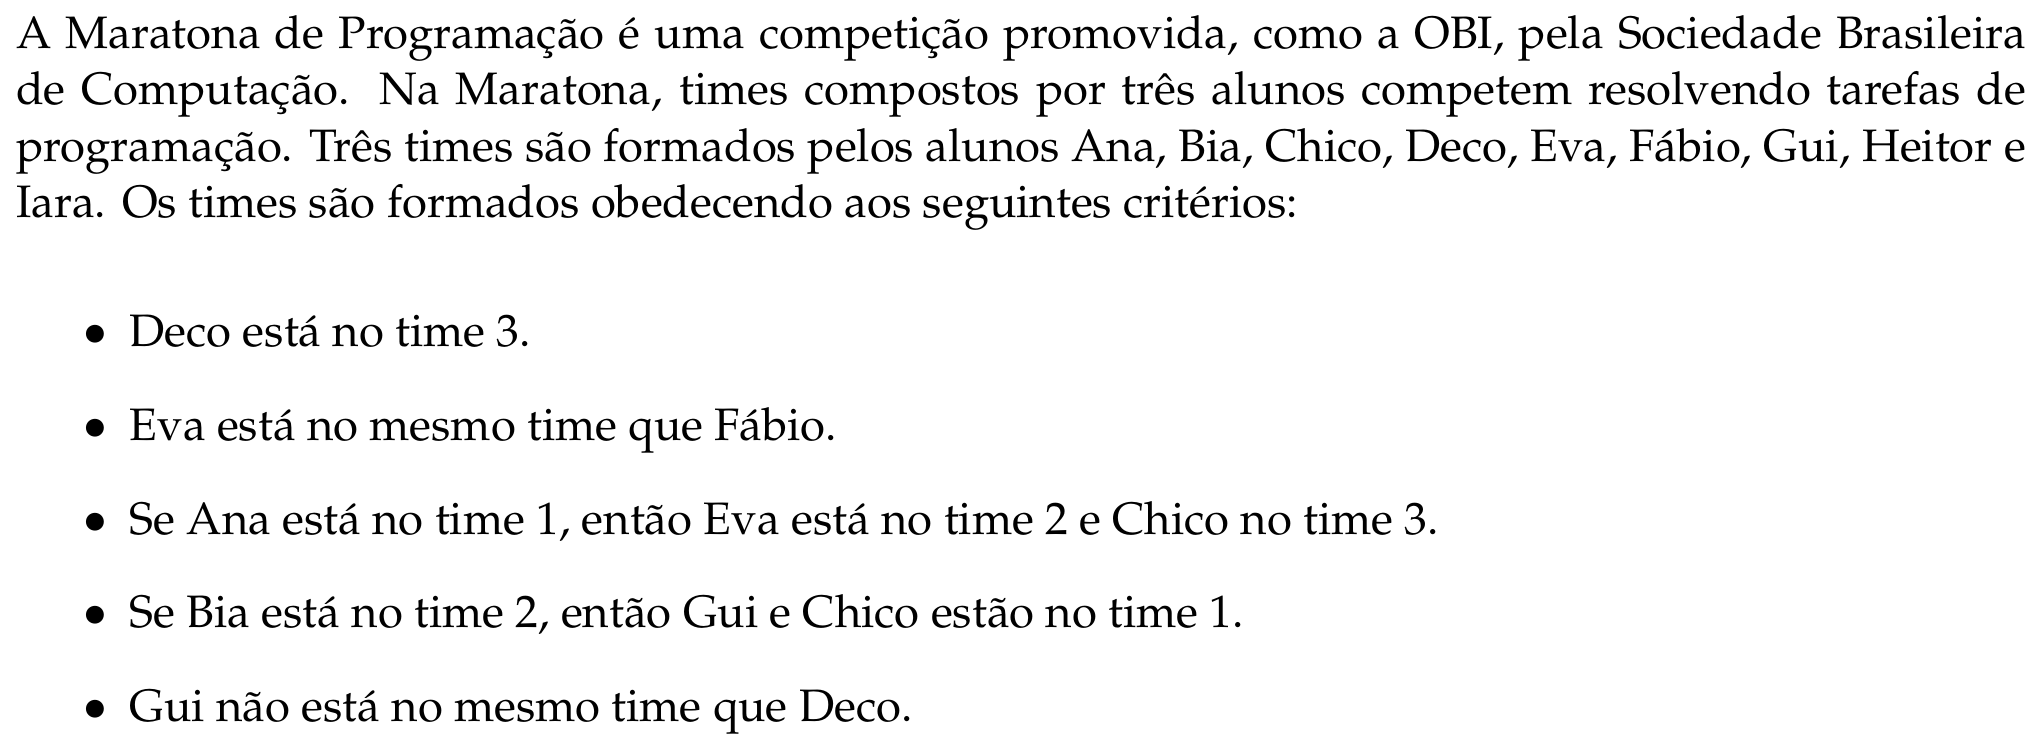 A Maratona de Programação é uma competição promovida, como a OBI, pela Sociedade Brasileira
de Computação. Na Maratona, times compostos por três alunos competem resolvendo tarefas de
programação. Três times são formados pelos alunos Ana, Bia, Chico, Deco, Eva, Fábio, Gui, Heitor e
Iara. Os times são formados obedecendo aos seguintes critérios:
• Deco está no time 3.
• Eva está no mesmo time que Fábio.
• Se Ana está no time 1, então Eva está no time 2 e Chico no time 3.
• Se Bia está no time 2, então Gui e Chico estão no time 1.
• Gui não está no mesmo time que Deco.